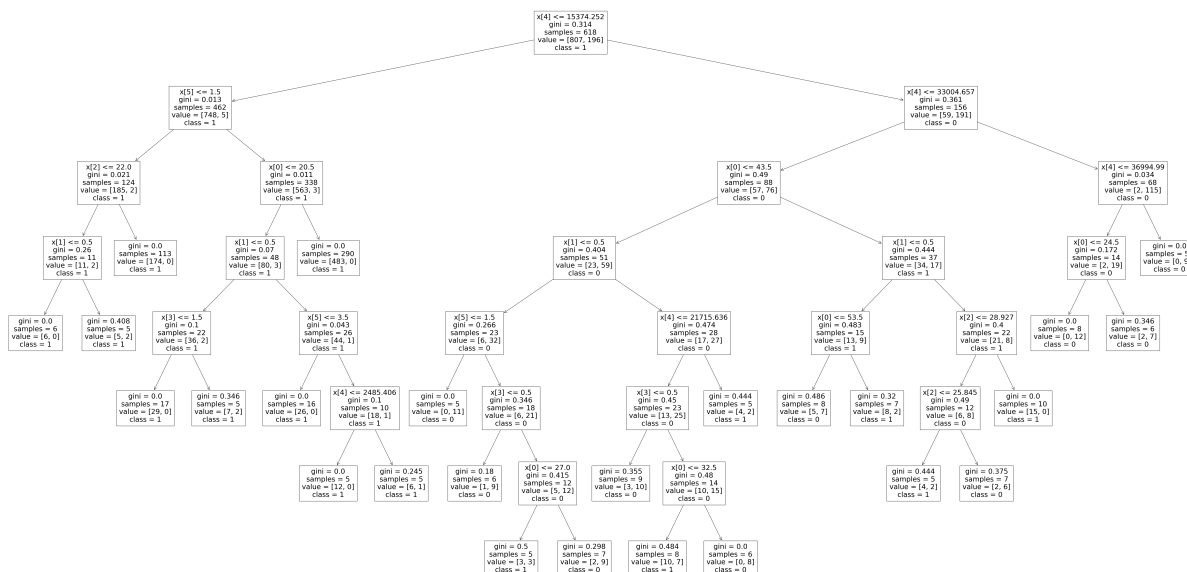 x[4] <= 15374.252
gini = 0.314
samples = 618
value = [807, 196]
class = 1
x[5] <= 1.5
gini = 0.013
samples = 462
value = [748, 5]
class = 1
x[4] <= 33004.657
gini = 0.361
samples = 156
value = [59, 191]
class = 0
x[2] <= 22.0
gini = 0.021
samples = 124
value = [185, 2]
class = 1
x[0] <= 20.5
gini = 0.011
samples = 338
value = [563, 3]
class = 1
x[0] <= 43.5
gini = 0.49
samples = 88
value = [57, 76]
class = 0
x[4] <= 36994.99
gini = 0.034
samples = 68
value = [2, 115]
class = 0
x[1] <= 0.5
gini = 0.26
samples = 11
value = [11, 2]
class = 1
gini = 0.0
samples = 113
value = [174, 0]
class = 1
x[1] <= 0.5
gini = 0.07
samples = 48
value = [80, 3]
class = 1
gini = 0.0
samples = 290
value = [483, 0]
class = 1
x[1] <= 0.5
gini = 0.404
samples = 51
value = [23, 59]
class = 0
x[1] <= 0.5
gini = 0.444
samples = 37
value = [34, 17]
class = 1
x[0] <= 24.5
gini = 0.172
samples = 14
value = [2, 19]
class = 0
gini = 0.0
samples = 5
value = [0, 9
class = 0
gini = 0.0
samples = 6
value = [6, 0]
class = 1
gini = 0.408
samples = 5
value = [5, 2]
class = 1
x[3] <= 1.5
gini = 0.1
samples = 22
value = [36, 2]
class = 1
x[5] <= 3.5
gini = 0.043
samples = 26
value = [44, 1]
class = 1
x[5] <= 1.5
gini = 0.266
samples = 23
value = [6, 32]
class = 0
x[4] <= 21715.636
gini = 0.474
samples = 28
value = [17, 27]
class = 0
x[0] <= 53.5
gini = 0.483
samples = 15
value = [13, 9]
class = 1
x[2] <= 28.927
gini = 0.4
samples = 22
value = [21, 8]
class = 1
gini = 0.0
samples = 8
value = [0, 12]
class = 0
gini = 0.346
samples = 6
value = [2, 7]
class = 0
gini = 0.0
samples = 17
value = [29, 0]
class = 1
gini = 0.346
samples = 5
value = [7, 2]
class = 1
gini = 0.0
samples = 16
value = [26, 0]
class = 1
x[4] <= 2485.406
gini = 0.1
samples = 10
value = [18, 1]
class = 1
gini = 0.0
samples = 5
value = [0, 11]
class = 0
x[3] <= 0.5
gini = 0.346
samples = 18
value = [6, 21]
class = 0
x[3] <= 0.5
gini = 0.45
samples = 23
value = [13, 25]
class = 0
gini = 0.444
samples = 5
value = [4, 2]
class = 1
gini = 0.486
samples = 8
value = [5, 7]
class = 0
gini = 0.32
samples = 7
value = [8, 2]
class = 1
x[2] <= 25.845
gini = 0.49
samples = 12
value = [6, 8]
class = 0
gini = 0.0
samples = 10
value = [15, 0]
class = 1
gini = 0.0
samples = 5
value = [12, 0]
class = 1
gini = 0.245
samples = 5
value = [6, 1]
class = 1
gini = 0.18
samples = 6
value = [1, 9]
class = 0
x[0] <= 27.0
gini = 0.415
samples = 12
value = [5, 12]
class = 0
gini = 0.355
samples = 9
value = [3, 10]
class = 0
x[0] <= 32.5
gini = 0.48
samples = 14
value = [10, 15]
class = 0
gini = 0.444
samples = 5
value = [4, 2]
class = 1
gini = 0.375
samples = 7
value = [2, 6]
class = 0
gini = 0.5
samples = 5
value = [3, 3]
class = 1
gini = 0.298
samples = 7
value = [2, 9]
class = 0
gini = 0.484
samples = 8
value = [10, 7]
class = 1
gini = 0.0
samples = 6
value = [0, 8]
class = 0